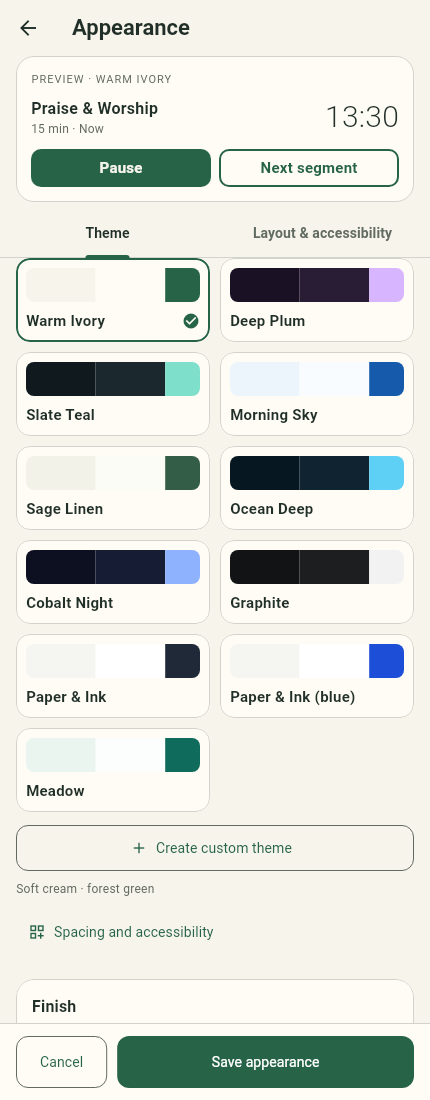 Appearance
PREVIEW · WARM IVORY
Praise & Worship
15 min · Now
13:30
Pause
Next segment
Theme
Layout & accessibility
Warm Ivory
Deep Plum
Slate Teal
Morning Sky
Sage Linen
Ocean Deep
Cobalt Night
Graphite
Paper & Ink
Paper & Ink (blue)
Meadow
Create custom theme
Soft cream · forest green
Spacing and accessibility
Finish
Cancel
Save appearance